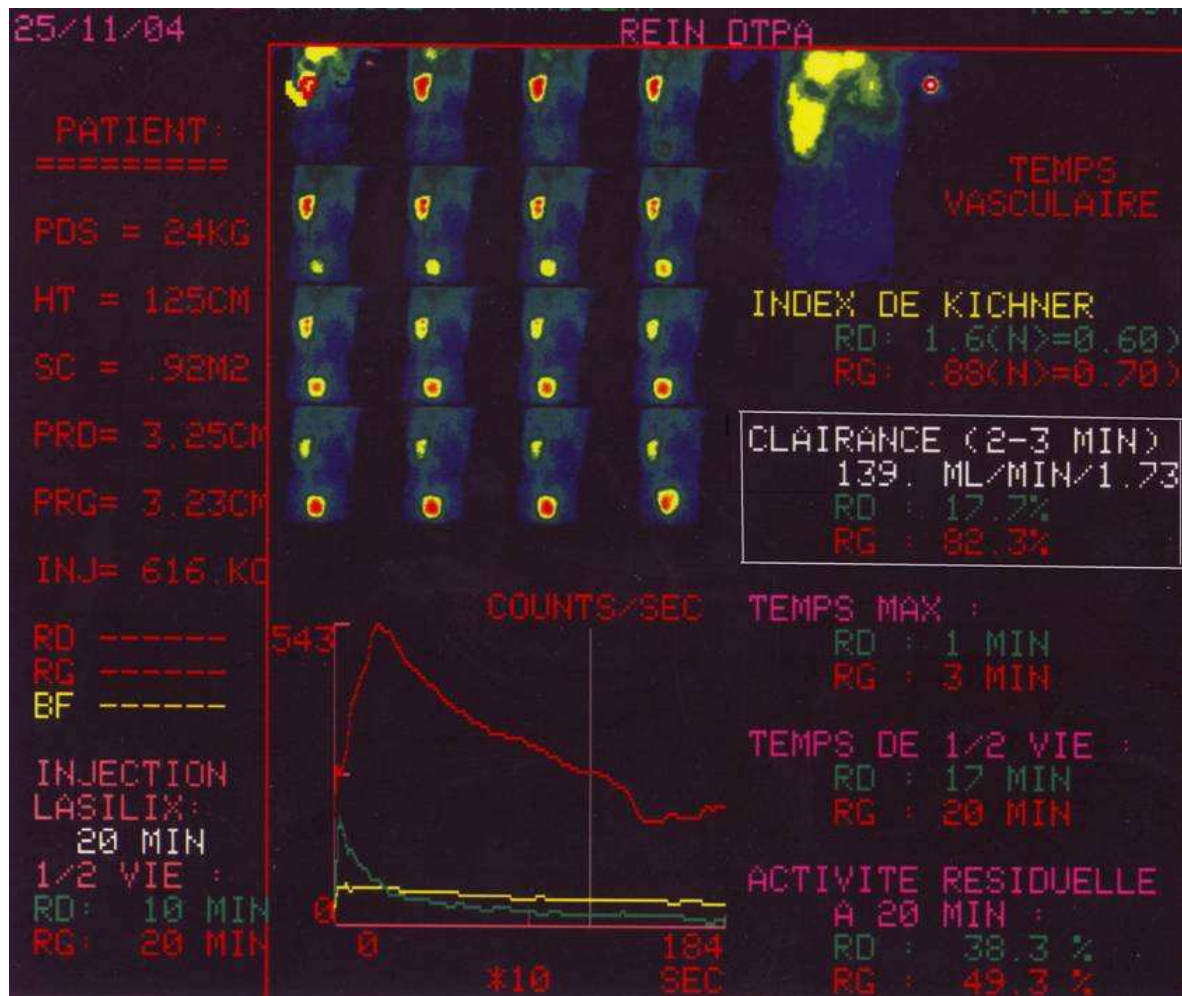 25/11/04
REIN DTPA
PATIENT:
=========
PDS = 24KG
HT = 125CM
SC = .92M2
PRD= 3.25CM
PRG= 3.23CM
INJ= 616.KC
RD ------
RG ------
BF ------
INJECTION
LASILIX:
20 MIN
1/2 VIE :
RD: 10 MIN
RG: 20 MIN
COUNTS/SEC
543
0
0
184
*10
SEC
TEMPS
VASCULAIRE
INDEX DE KICHNER
RD: 1.6(N>=0.60)
RG: .88(N>=0.70)
CLAIRANCE (2-3 MIN)
139. ML/MIN/1.73
RD : 17.7%
RG : 82.3%
TEMPS MAX :
RD : 1 MIN
RG : 3 MIN
TEMPS DE 1/2 VIE :
RD : 17 MIN
RG : 20 MIN
ACTIVITE RESIDUELLE
A 20 MIN :
RD : 38.3 %
RG : 49.3 %